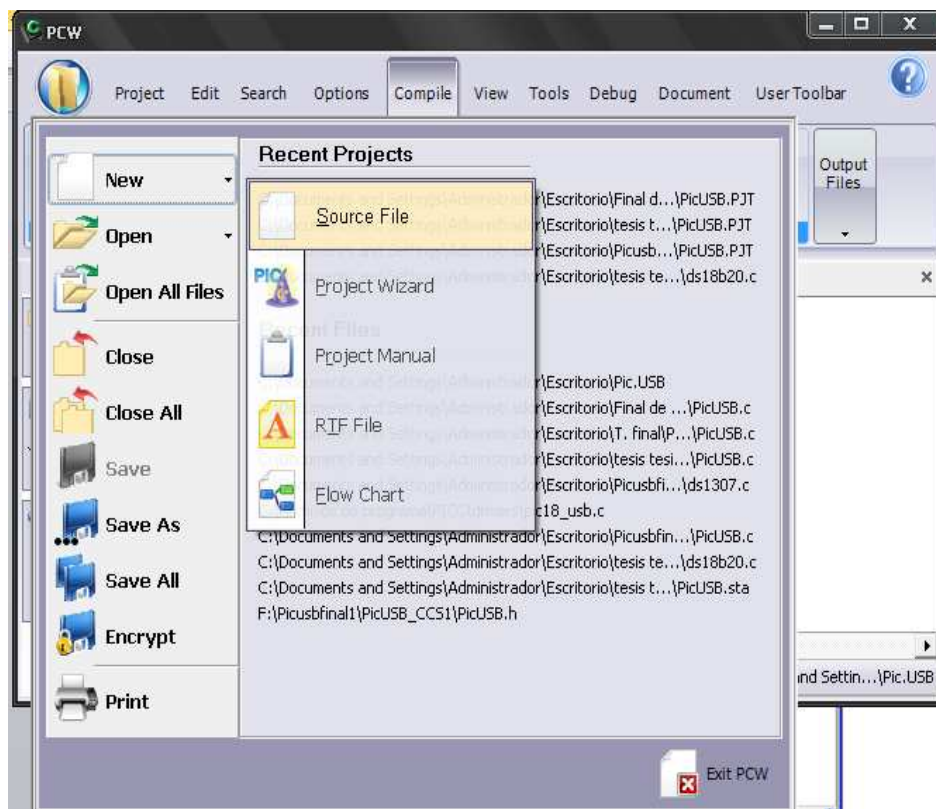 PCW
Project Edit Search Options Compile View Tools Debug Document User Toolbar
Output
Files
New
Open
Open All Files
Close
Close All
Save
Save As
Save All
Encrypt
Print
Recent Projects
Source File
Project Wizard
Project Manual
RTF File
Flow Chart
\Escritorio\Final d...\PicUSB.PJT
\Escritorio\tesis t...\PicUSB.PJT
\Escritorio\Picusb...\PicUSB.PJT
\Escritorio\tesis te...\ds18b20.c
Recent Files
\Escritorio\Pic.USB
\Escritorio\Final de ...\PicUSB.c
\Escritorio\T. final\P...\PicUSB.c
\Escritorio\tesis tesi...\PicUSB.c
\Escritorio\Picusbfi...\ds1307.c
pic18_usb.c
C:\Documents and Settings\Administrador\Escritorio\Picusbfin...\PicUSB.c
C:\Documents and Settings\Administrador\Escritorio\tesis te...\ds18b20.c
C:\Documents and Settings\Administrador\Escritorio\tesis t...\PicUSB.sta
F:\Picusbfinal1\PicUSB_CCS1\PicUSB.h
and Settin...\Pic.USB
Exit PCW